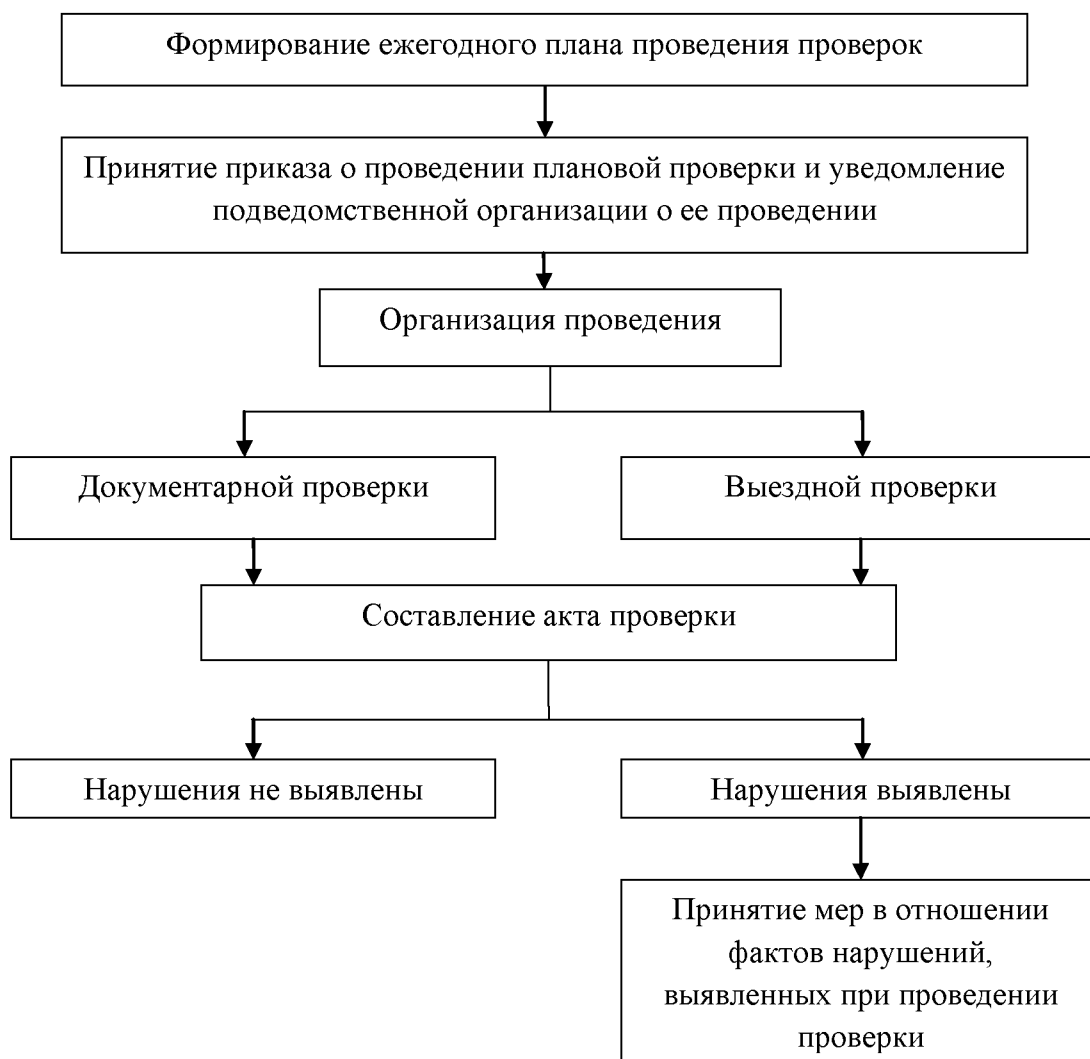 Формирование ежегодного плана проведения проверок
Принятие приказа о проведении плановой проверки и уведомление
подведомственной организации о ее проведении
Организация проведения
Документарной проверки
Выездной проверки
Составление акта проверки
Нарушения не выявлены
Нарушения выявлены
Принятие мер в отношении
фактов нарушений,
выявленных при проведении
проверки